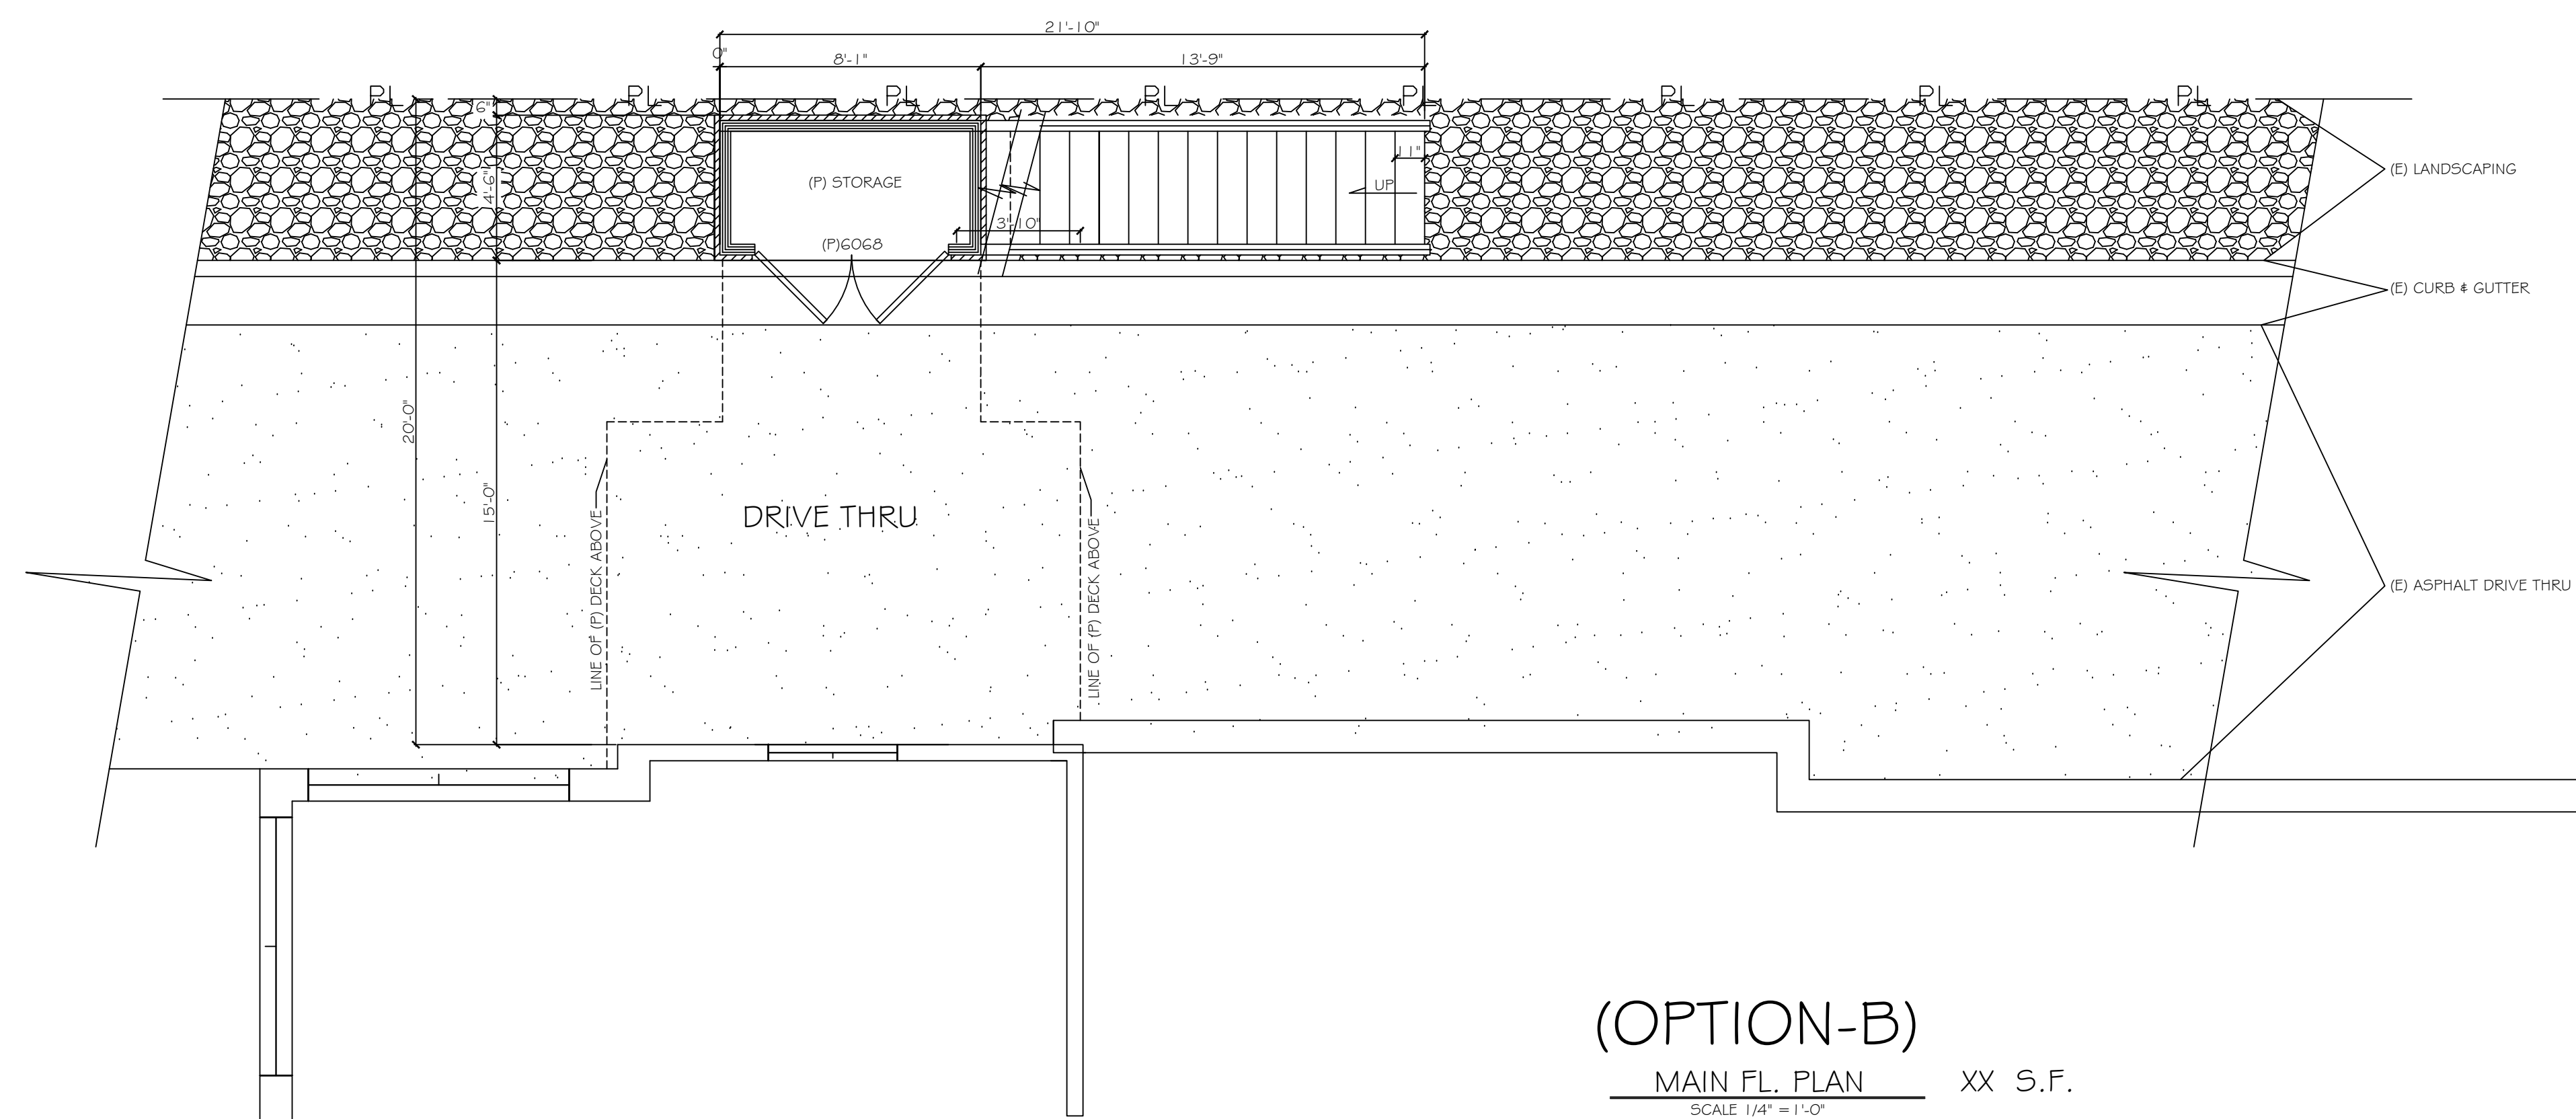 21'-10"
0"
8'-1"
13'-9"
PL PL PL PL PL PL PL PL
6"
11"
(E) LANDSCAPING
(P) STORAGE
UP
4'-6"
3'-10"
(P)6068
(E) CURB & GUTTER
20'-0"
15'-0"
DRIVE THRU
LINE OF (P) DECK ABOVE
LINE OF (P) DECK ABOVE
(E) ASPHALT DRIVE THRU
(OPTION-B)
MAIN FL. PLAN XX S.F.
SCALE 1/4" = 1'-0"